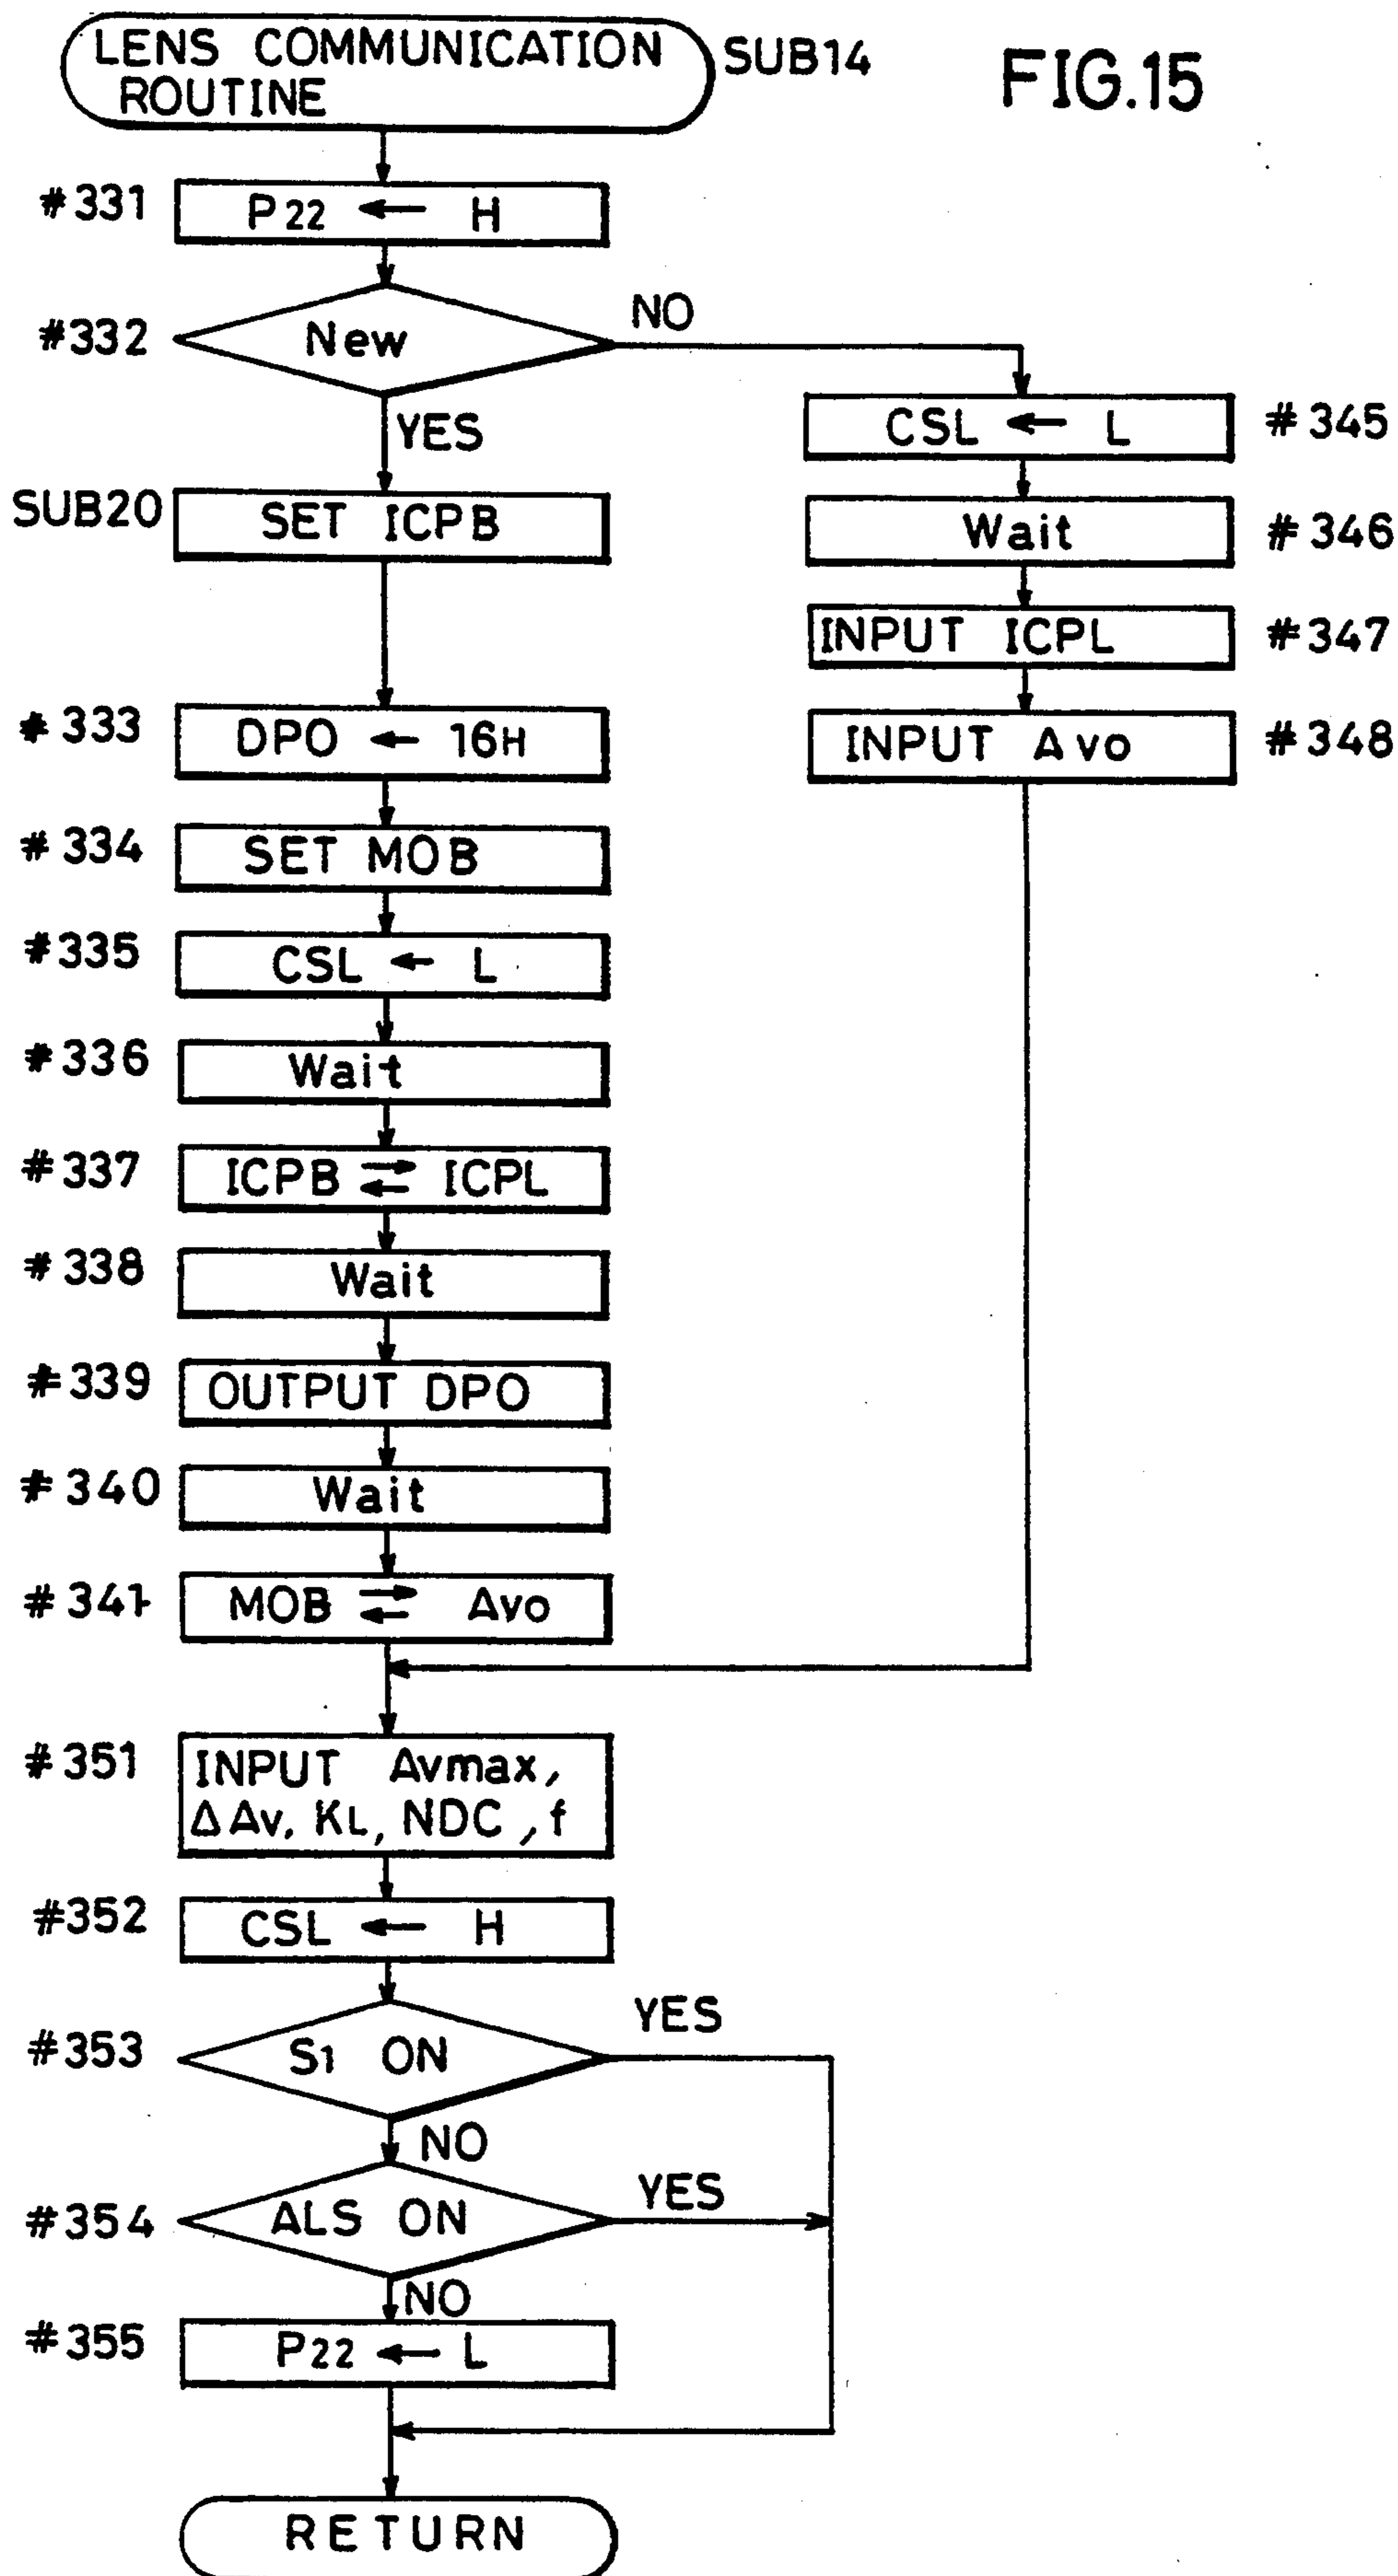 LENS COMMUNICATION
ROUTINE
SUB14
FIG.15
#331
P22 ← H
#332
New
NO
YES
SUB20
SET ICPB
#333
DPO ← 16H
#334
SET MOB
#335
CSL ← L
#336
Wait
#337
ICPB ⇄ ICPL
#338
Wait
#339
OUTPUT DPO
#340
Wait
#341
MOB ⇄ Avo
CSL ← L
#345
Wait
#346
INPUT ICPL
#347
INPUT Avo
#348
#351
INPUT Avmax,
ΔAv, KL, NDC, f
#352
CSL ← H
#353
S1 ON
YES
NO
#354
ALS ON
YES
NO
#355
P22 ← L
RETURN